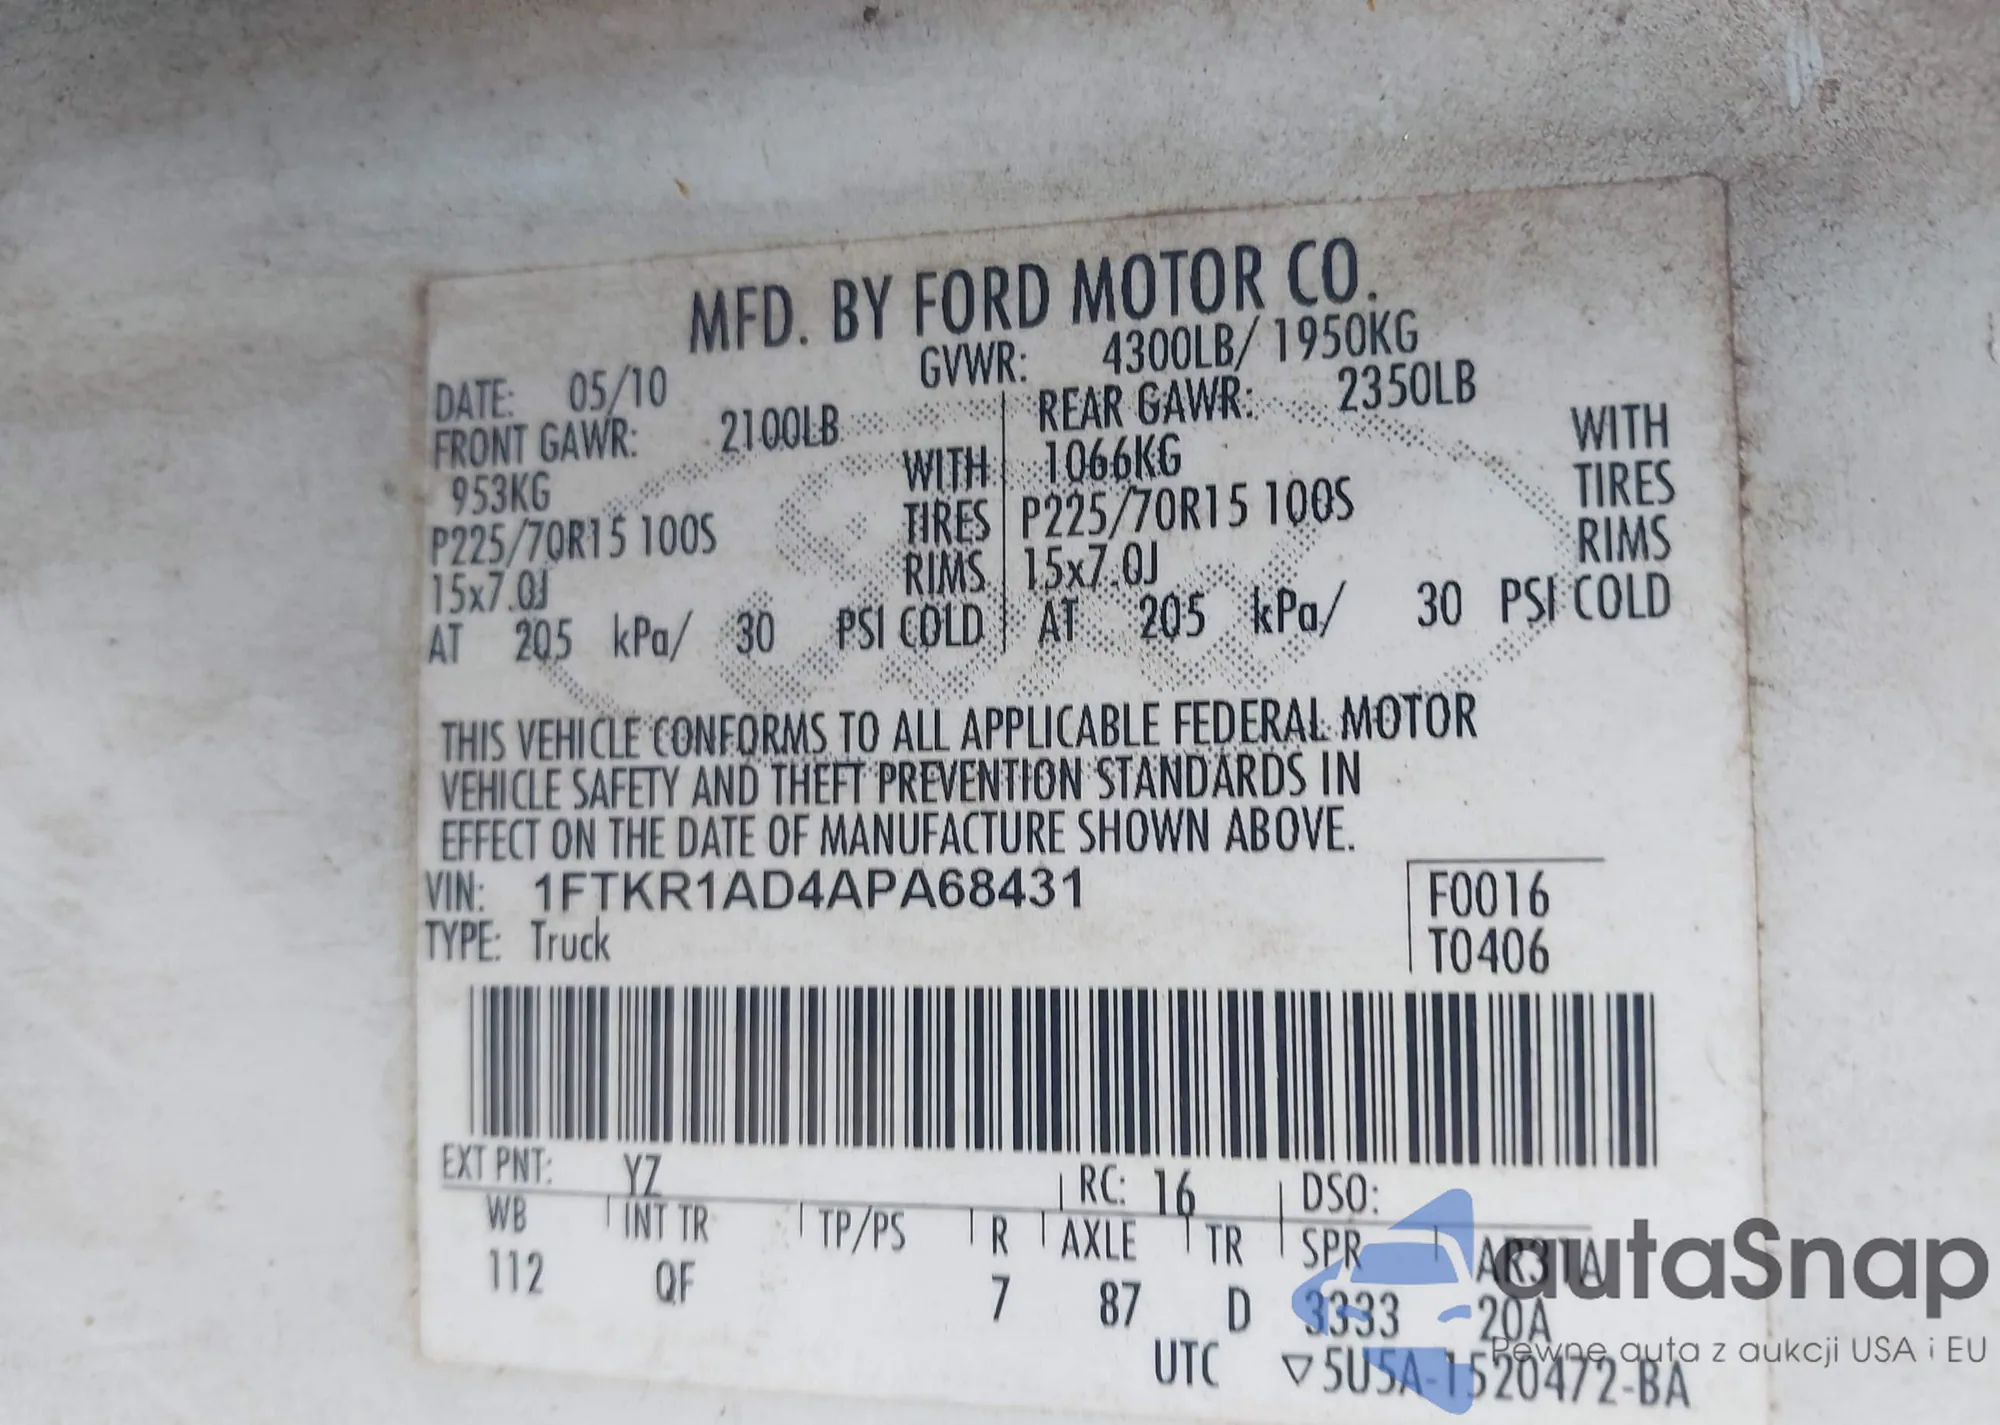 MFD. BY FORD MOTOR CO.
DATE: 05/10 GVWR: 4300LB/ 1950KG
FRONT GAWR: 2100LB REAR GAWR: 2350LB
953KG WITH 1066KG WITH
P225/70R15 100S TIRES P225/70R15 100S TIRES
15x7.0J RIMS 15x7.0J RIMS
AT 205 kPa/ 30 PSI COLD AT 205 kPa/ 30 PSI COLD
THIS VEHICLE CONFORMS TO ALL APPLICABLE FEDERAL MOTOR
VEHICLE SAFETY AND THEFT PREVENTION STANDARDS IN
EFFECT ON THE DATE OF MANUFACTURE SHOWN ABOVE.
VIN: 1FTKR1AD4APA68431 F0016
TYPE: Truck T0406
EXT PNT: YZ RC: 16 DSO:
WB INT TR TP/PS R AXLE TR SPR
112 QF 7 87 D 3333 20A
UTC ▽5U5A-1520472-BA
autaSnap
Pewne auta z aukcji USA i EU